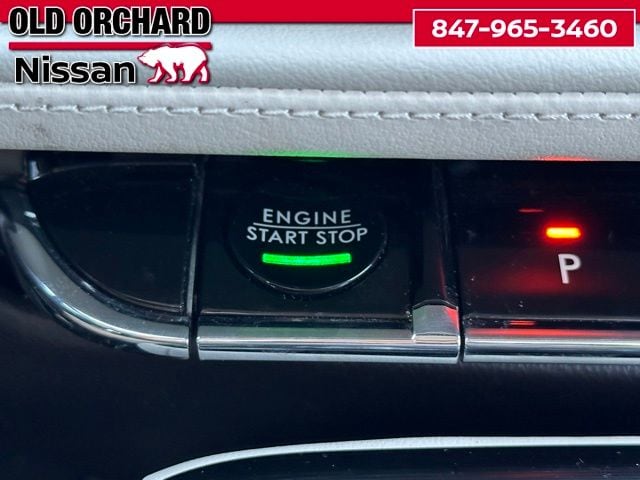 OLD ORCHARD
Nissan
847-965-3460
ENGINE
START STOP
P